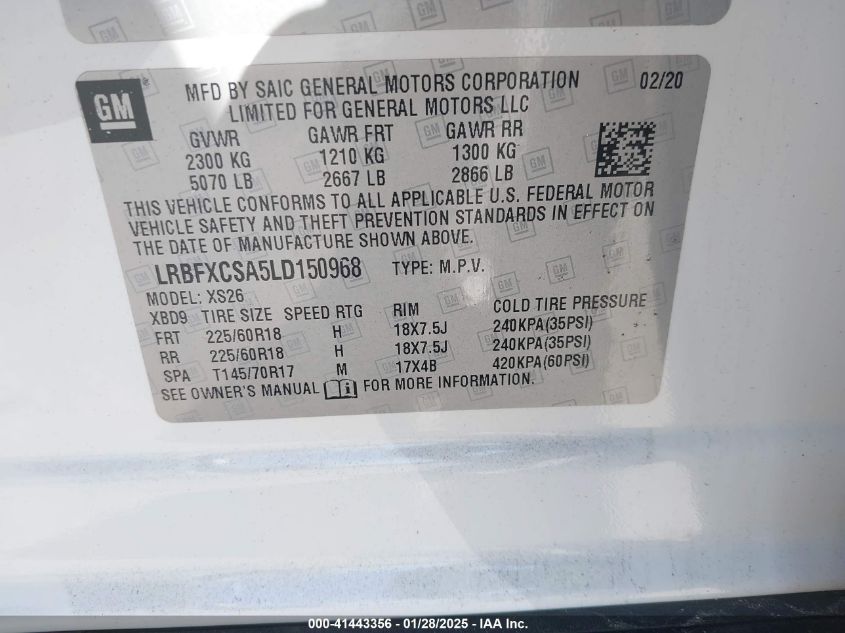 GM
MFD BY SAIC GENERAL MOTORS CORPORATION 02/20
LIMITED FOR GENERAL MOTORS LLC
GVWR GAWR FRT GAWR RR
2300 KG 1210 KG 1300 KG
5070 LB 2667 LB 2866 LB
THIS VEHICLE CONFORMS TO ALL APPLICABLE U.S. FEDERAL MOTOR
VEHICLE SAFETY AND THEFT PREVENTION STANDARDS IN EFFECT ON
THE DATE OF MANUFACTURE SHOWN ABOVE.
LRBFXCSA5LD150968 TYPE: M.P.V.
MODEL: XS26
XBD9 TIRE SIZE SPEED RTG RIM COLD TIRE PRESSURE
FRT 225/60R18 H 18X7.5J 240KPA(35PSI)
RR 225/60R18 H 18X7.5J 240KPA(35PSI)
SPA T145/70R17 M 17X4B 420KPA(60PSI)
SEE OWNER'S MANUAL FOR MORE INFORMATION.
000-41443356 | 01/28/2025 - IAA Inc.